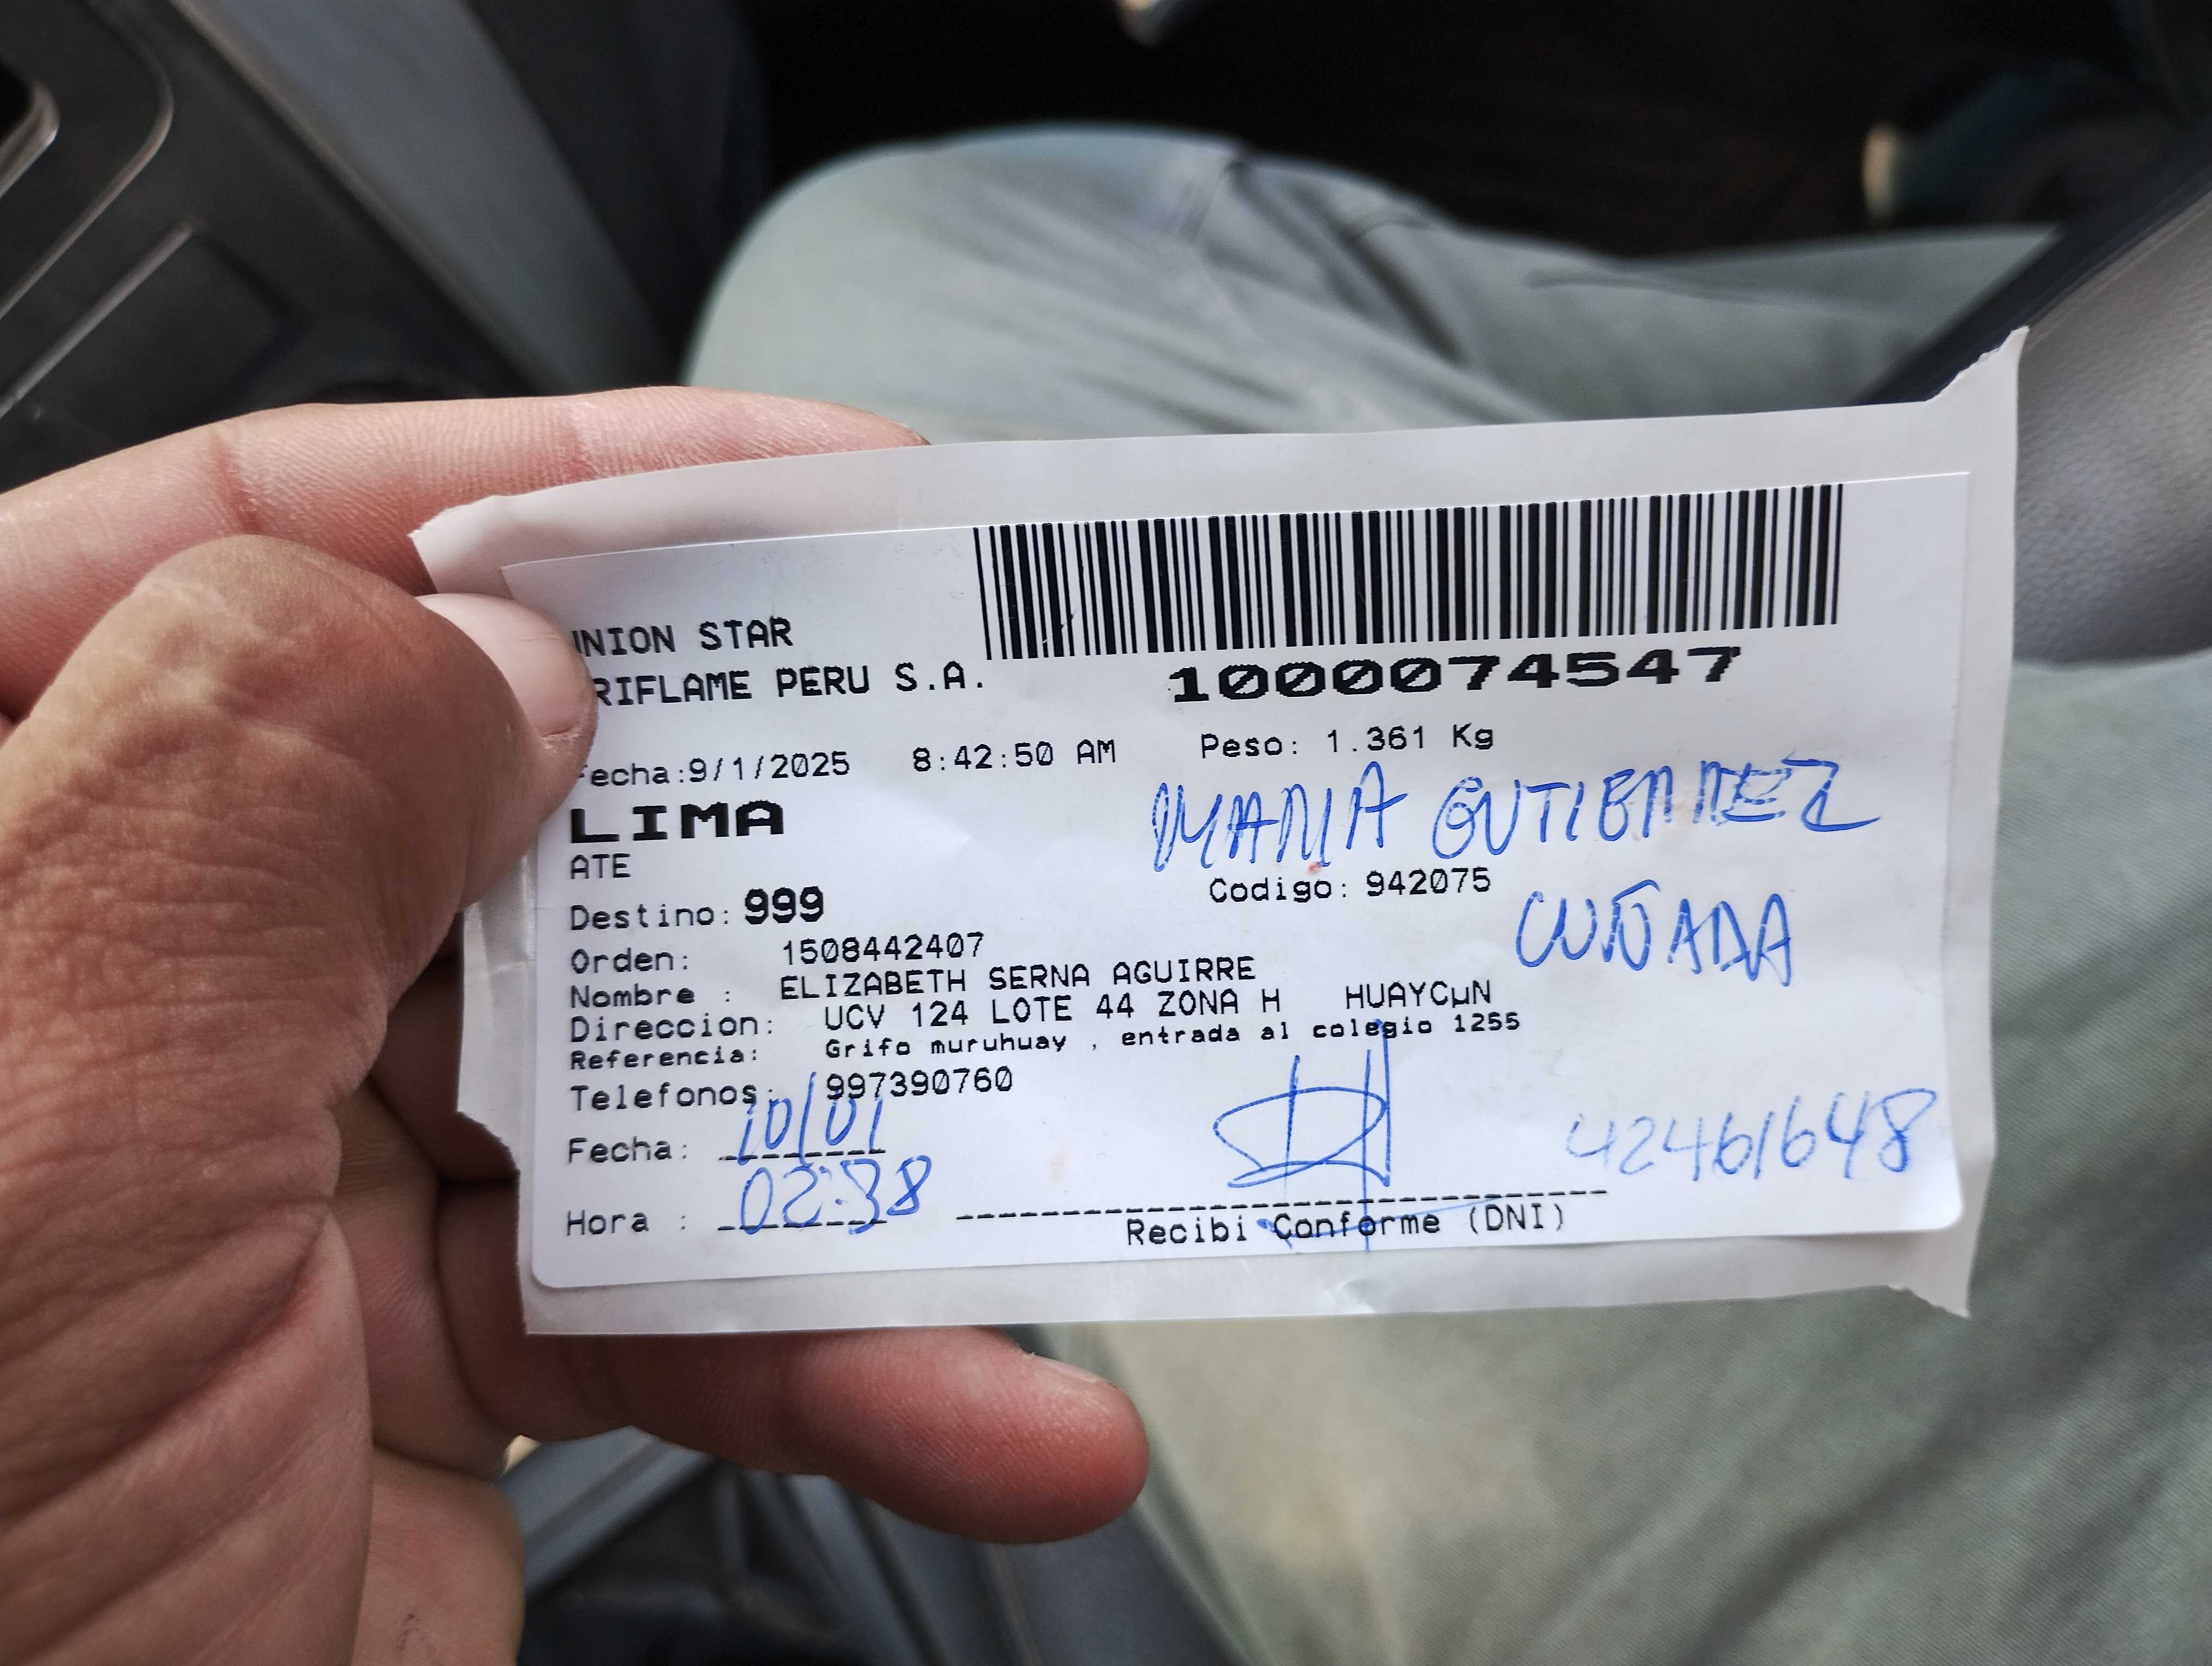 UNION STAR
ORIFLAME PERU S.A.
1000074547
Fecha:9/1/2025 8:42:50 AM Peso: 1.361 Kg
LIMA
MARIA GUTIERREZ
ATE
Destino: 999 Codigo: 942075
CUÑADA
Orden: 1508442407
Nombre : ELIZABETH SERNA AGUIRRE
Direccion: UCV 124 LOTE 44 ZONA H HUAYCµN
Referencia: Grifo muruhuay , entrada al colegio 1255
Telefonos: 997390760
Fecha: 10/01
42461648
Hora : 02:38
Recibi Conforme (DNI)